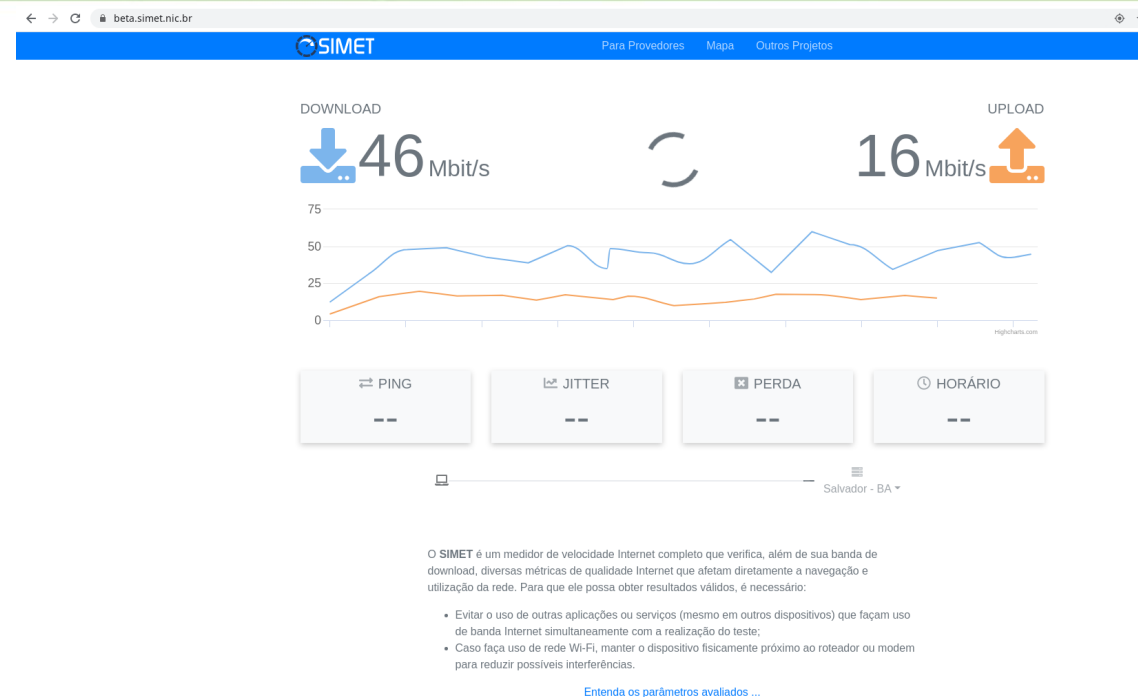 beta.simet.nic.br
SIMET
Para Provedores Mapa Outros Projetos
DOWNLOAD
UPLOAD
46 Mbit/s
16 Mbit/s
75
50
25
0
Highcharts.com
PING
JITTER
PERDA
HORÁRIO
--
--
--
--
Salvador - BA
O SIMET é um medidor de velocidade Internet completo que verifica, além de sua banda de
download, diversas métricas de qualidade Internet que afetam diretamente a navegação e
utilização da rede. Para que ele possa obter resultados válidos, é necessário:
• Evitar o uso de outras aplicações ou serviços (mesmo em outros dispositivos) que façam uso
de banda Internet simultaneamente com a realização do teste;
• Caso faça uso de rede Wi-Fi, manter o dispositivo fisicamente próximo ao roteador ou modem
para reduzir possíveis interferências.
Entenda os parâmetros avaliados ...